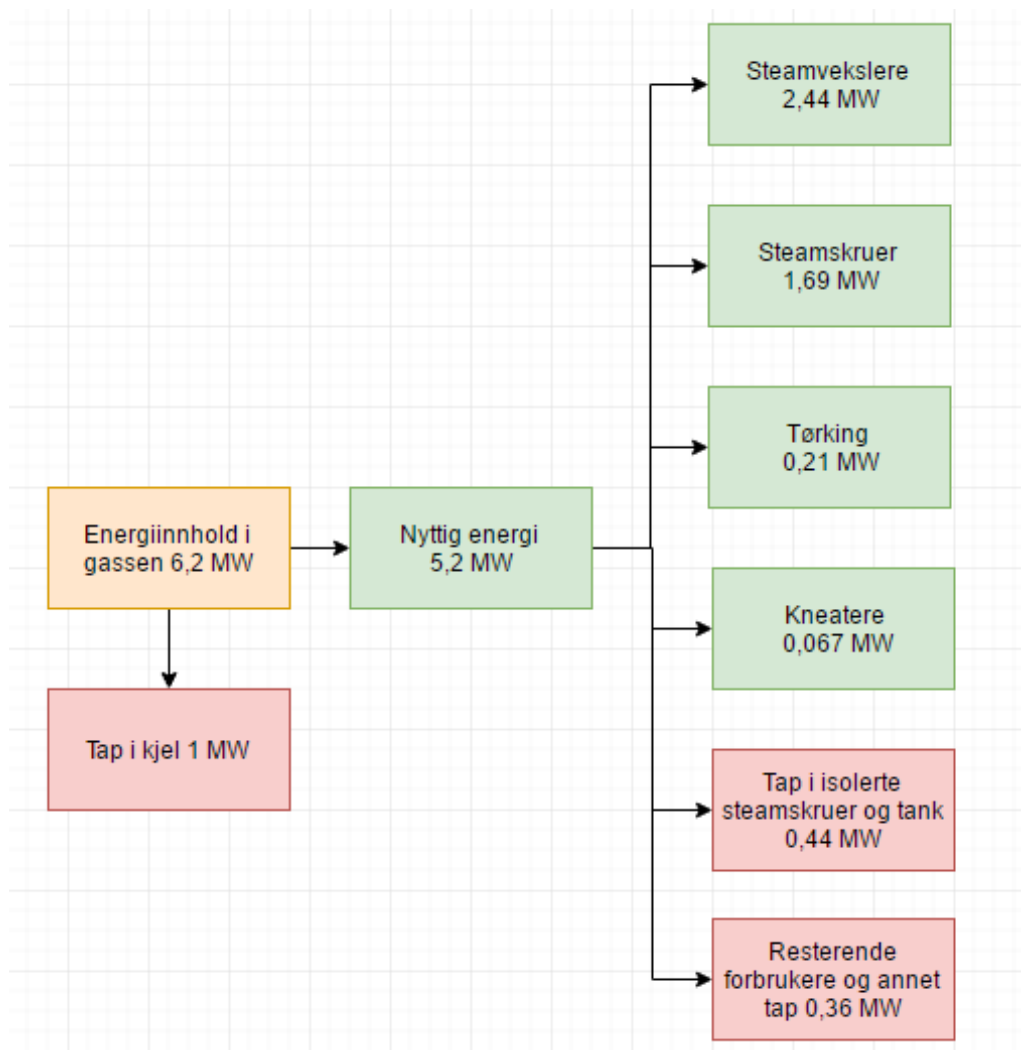 Steamvekslere
2,44 MW
Steamskruer
1,69 MW
Tørking
0,21 MW
Energiinnhold i
gassen 6,2 MW
Nyttig energi
5,2 MW
Kneatere
0,067 MW
Tap i kjel 1 MW
Tap i isolerte
steamskruer og tank
0,44 MW
Resterende
forbrukere og annet
tap 0,36 MW